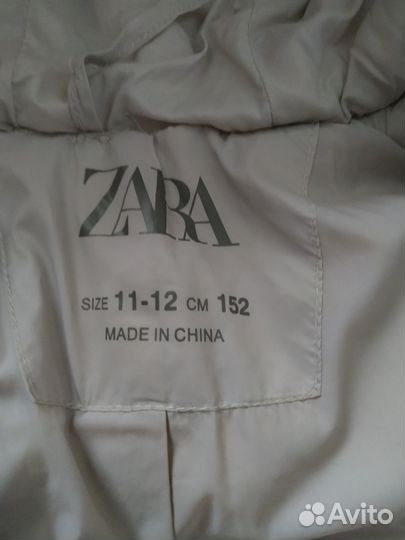 ZARA
SIZE 11-12 CM 152
MADE IN CHINA
Avito